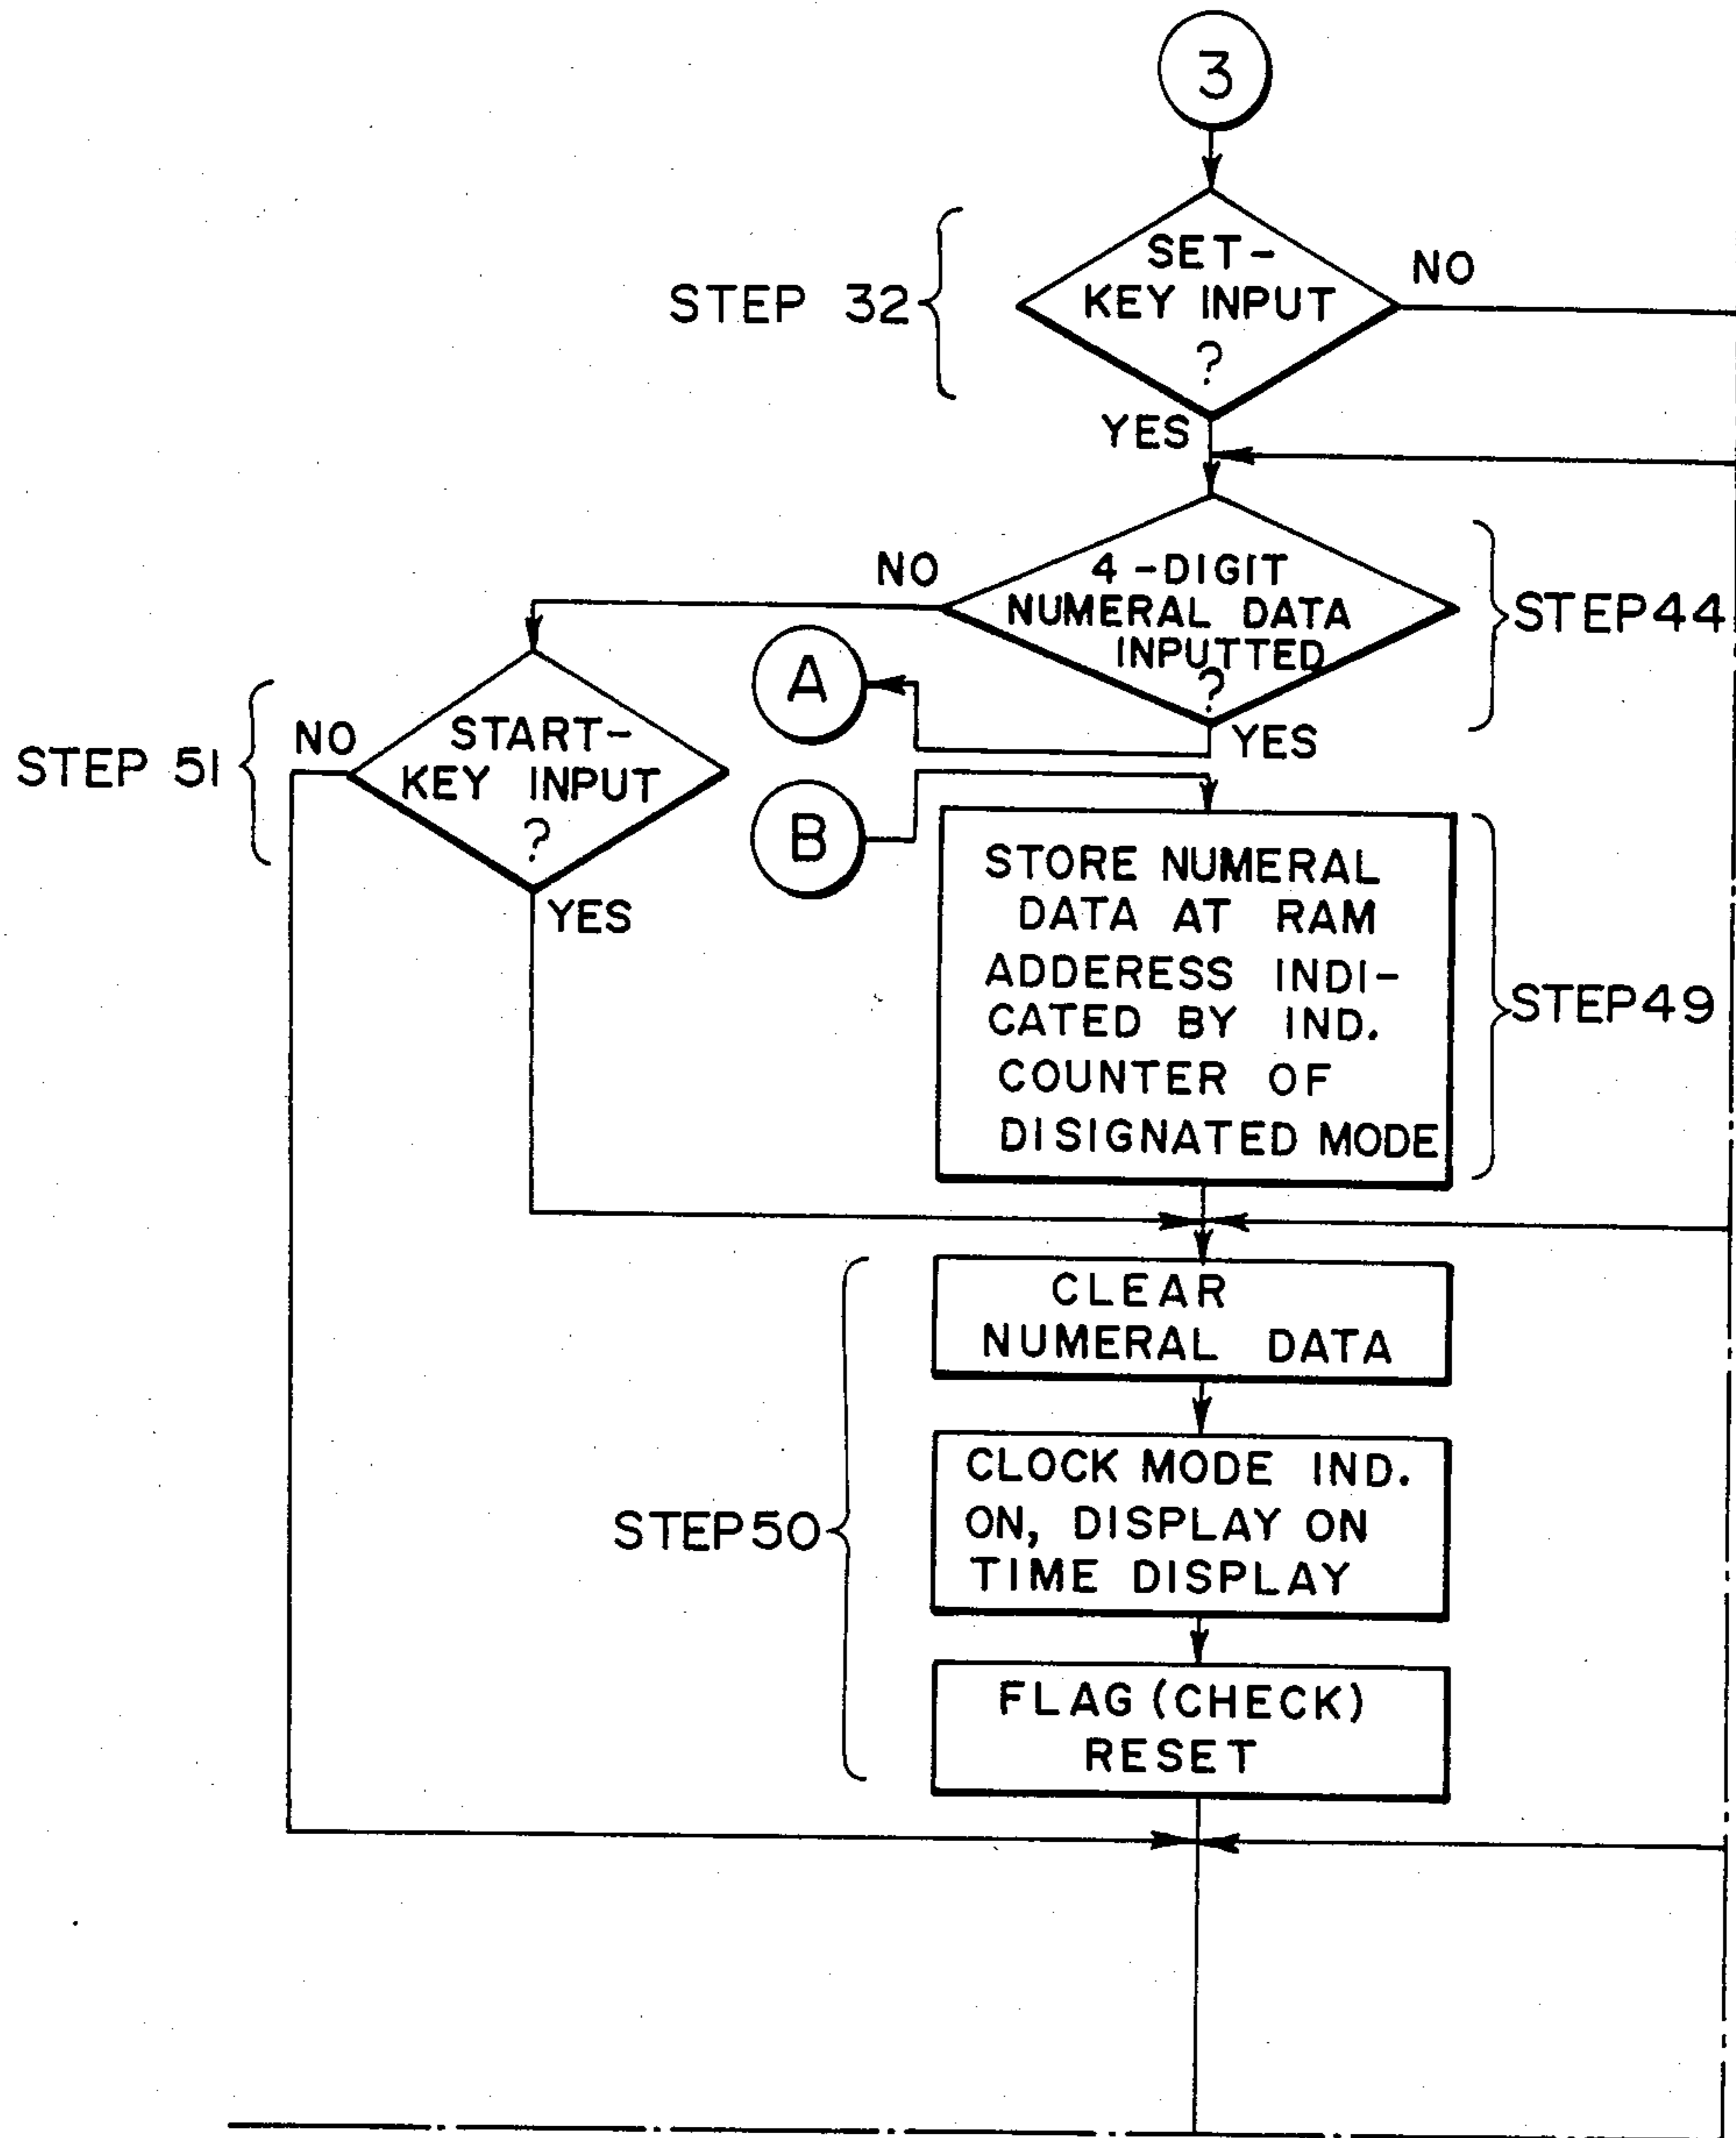 3
SET-
KEY INPUT
?
NO
STEP 32
YES
4-DIGIT
NUMERAL DATA
INPUTTED
?
NO
STEP44
YES
A
START-
KEY INPUT
?
NO
STEP 51
YES
B
STORE NUMERAL
DATA AT RAM
ADDERESS INDI-
CATED BY IND.
COUNTER OF
DISIGNATED MODE
STEP49
CLEAR
NUMERAL DATA
CLOCK MODE IND.
ON, DISPLAY ON
TIME DISPLAY
STEP50
FLAG (CHECK)
RESET